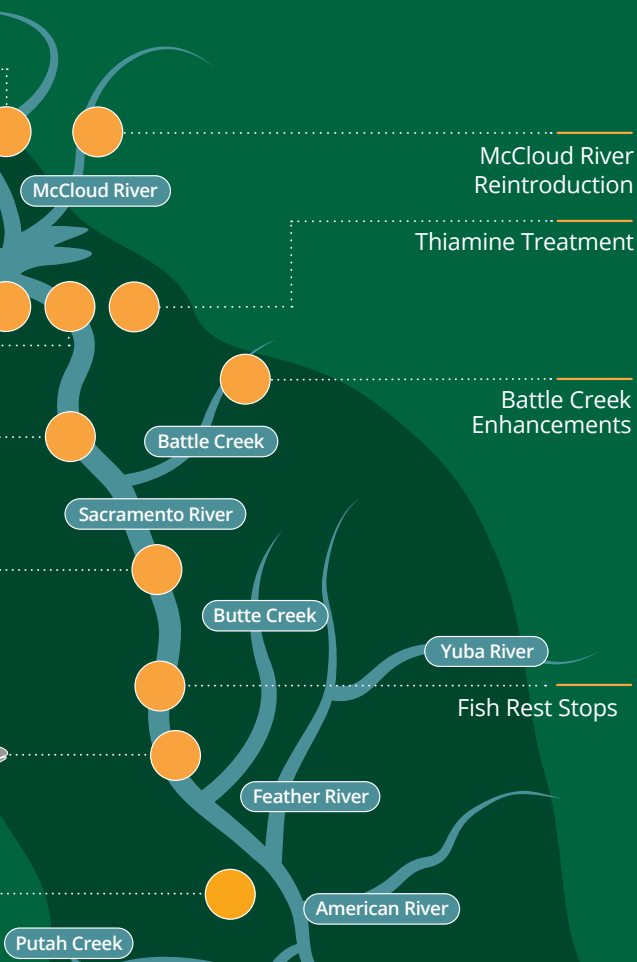 McCloud River
Reintroduction
McCloud River
Thiamine Treatment
Battle Creek
Enhancements
Battle Creek
Sacramento River
Butte Creek
Yuba River
Fish Rest Stops
Feather River
American River
Putah Creek